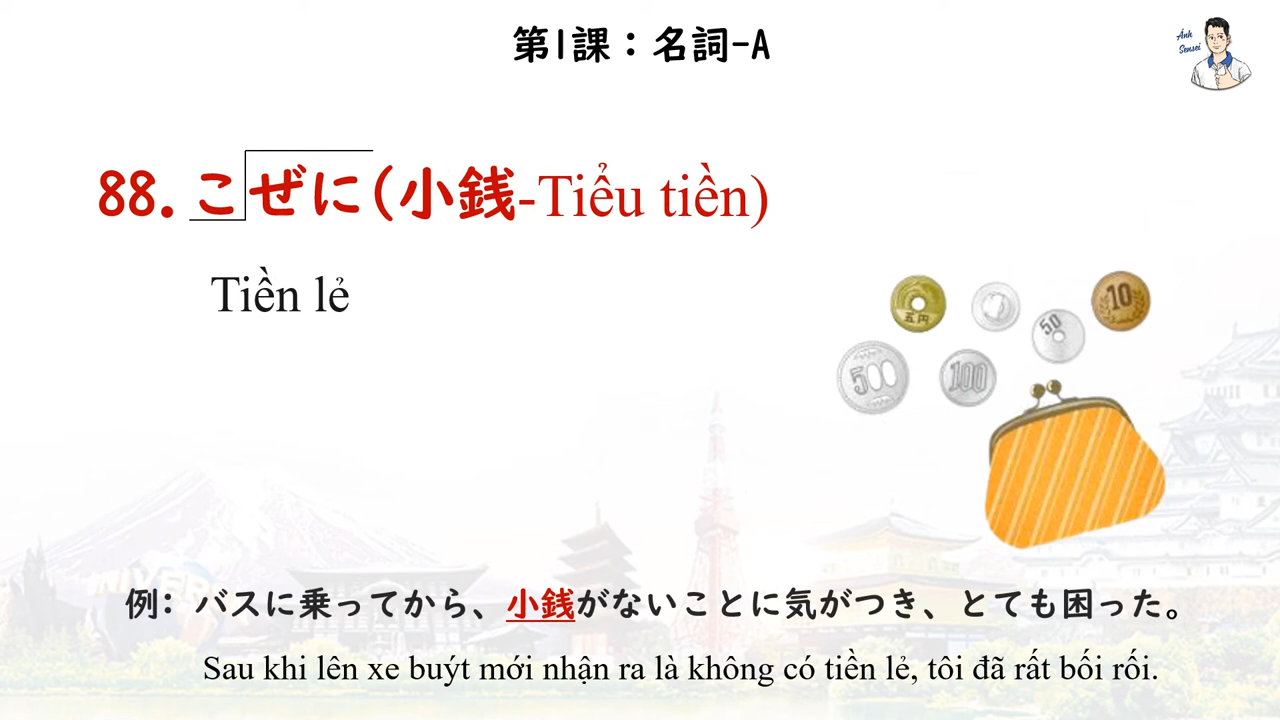 第1課：名詞-A
Ánh
Sensei
88. こぜに(小銭-Tiểu tiền)
Tiền lẻ
五円
50
10
500
100
例：バスに乗ってから、小銭がないことに気がつき、とても困った。
Sau khi lên xe buýt mới nhận ra là không có tiền lẻ, tôi đã rất bối rối.